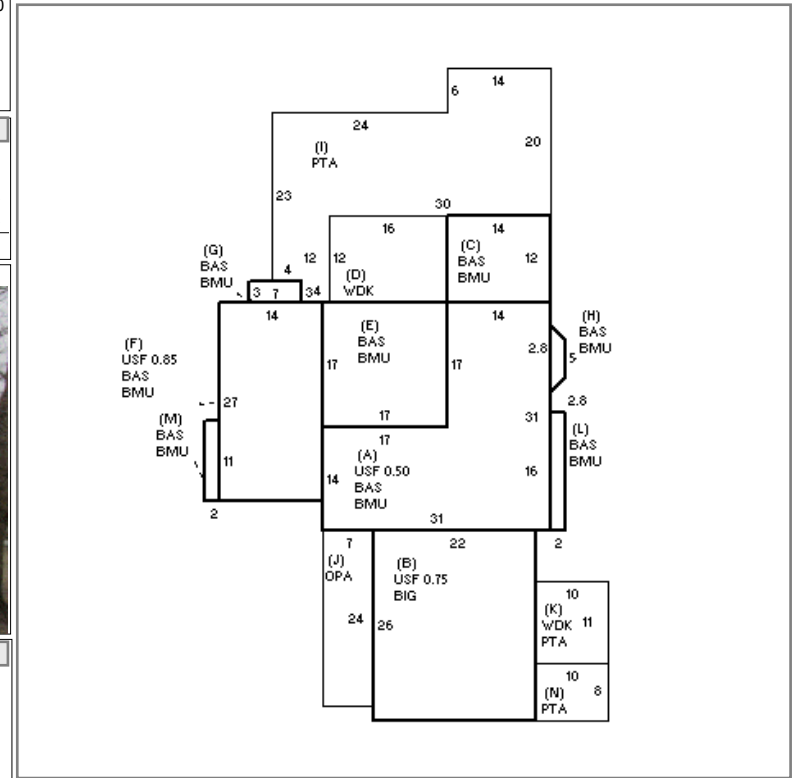 0
14
6
24
20
(I)
PTA
23
30
16
14
(G)
BAS
BMU
4
12
12
(D)
WDK
(C)
BAS
BMU
12
3 7
34
14
14
(E)
BAS
BMU
(H)
BAS
BMU
2.8
5
(F)
USF 0.85
BAS
BMU
17
17
27
17
2.8
(M)
BAS
BMU
31
17
(L)
BAS
BMU
11
14
(A)
USF 0.50
BAS
BMU
16
2
31
7
22
2
(J)
OPA
(B)
USF 0.75
BIG
24
26
10
(K)
WDK
PTA
11
10
(N)
PTA
8